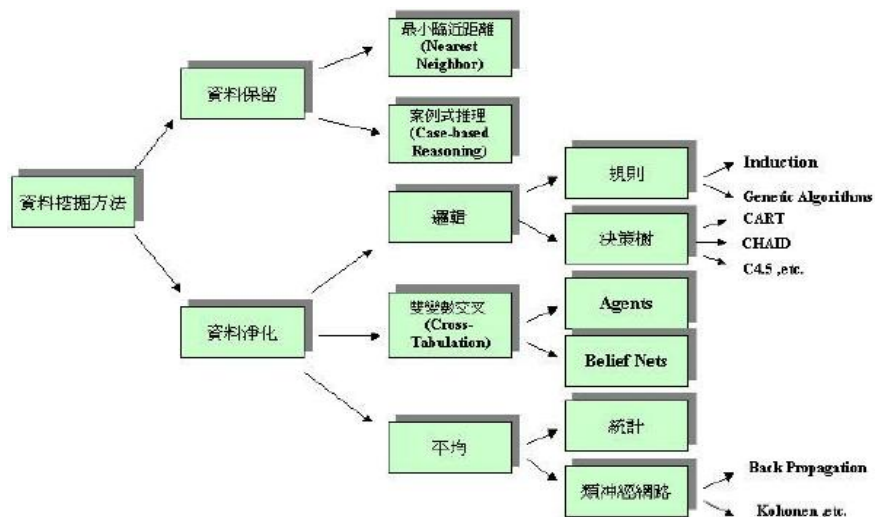 資料挖掘方法
資料保留
最小臨近距離
(Nearest
Neighbor)
案例式推理
(Case-based
Reasoning)
資料淨化
邏輯
規則
Induction
Genetic Algorithms
決策樹
CART
CHAID
C4.5 ,etc.
雙變數交叉
(Cross-
Tabulation)
Agents
Belief Nets
平均
統計
類神經網路
Back Propagation
Kohonen ,etc.